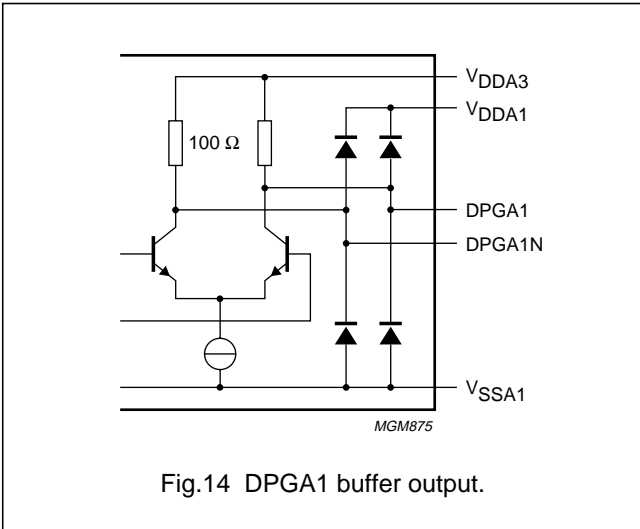 VDDA3
VDDA1
100 Ω
DPGA1
DPGA1N
VSSA1
MGM875
Fig.14 DPGA1 buffer output.